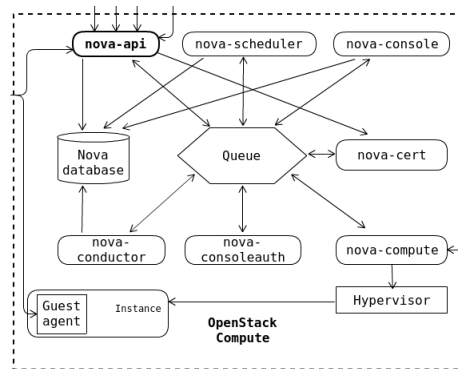 nova-api
nova-scheduler
nova-console
Nova
database
Queue
nova-cert
nova-
conductor
nova-
consoleauth
nova-compute
Guest
agent
Instance
Hypervisor
OpenStack
Compute